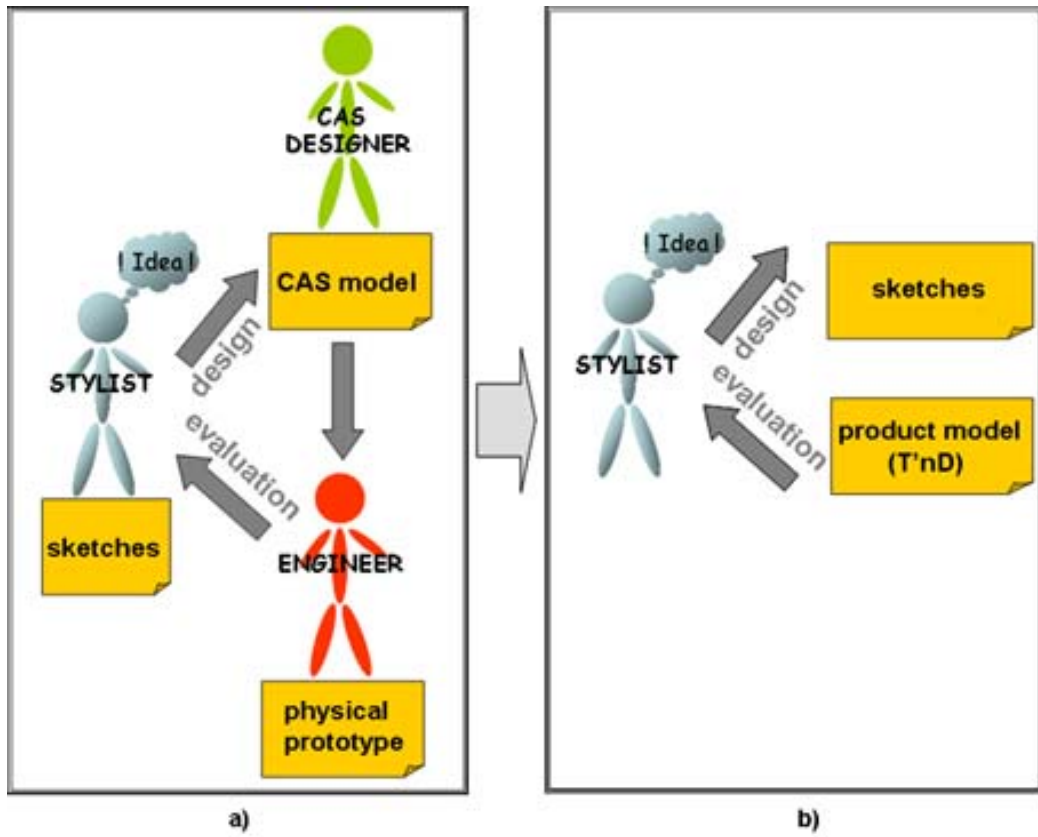 CAS
DESIGNER
! Idea !
CAS model
design
STYLIST
evaluation
sketches
ENGINEER
physical
prototype
a)
! Idea !
sketches
design
STYLIST
evaluation
product model
(T'nD)
b)